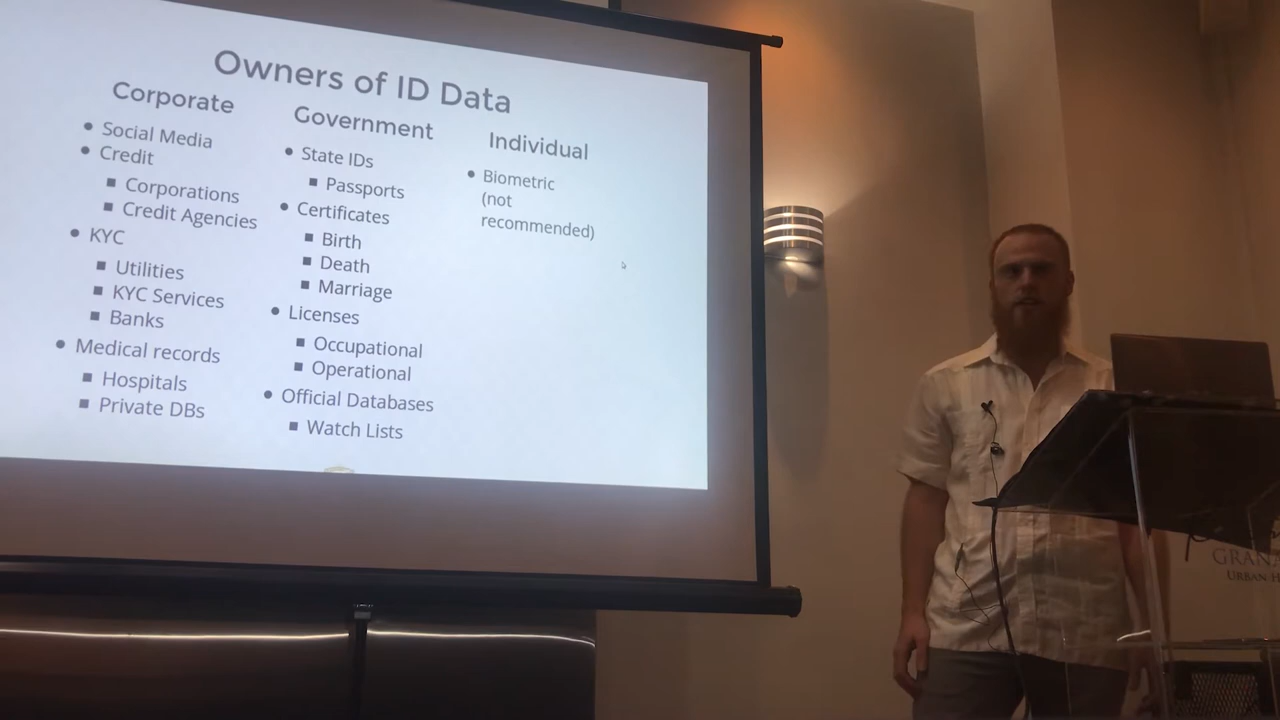 Owners of ID Data
Corporate
Social Media
Credit
Corporations
Credit Agencies
KYC
Utilities
KYC Services
Banks
Medical records
Hospitals
Private DBs
Government
State IDs
Passports
Certificates
Birth
Death
Marriage
Licenses
Occupational
Operational
Official Databases
Watch Lists
Individual
Biometric
(not
recommended)
URBAN